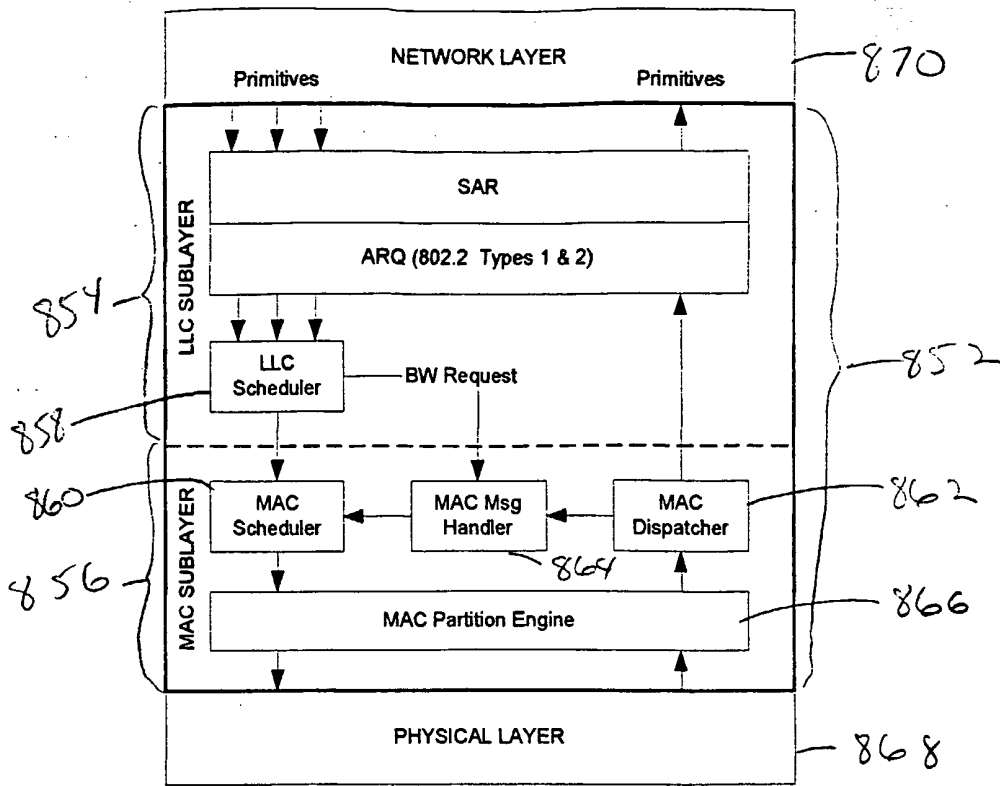 NETWORK LAYER
870
Primitives
Primitives
SAR
ARQ (802.2 Types 1 & 2)
LLC SUBLAYER
854
852
LLC
Scheduler
BW Request
858
860
MAC
Scheduler
MAC Msg
Handler
MAC
Dispatcher
862
864
MAC SUBLAYER
856
MAC Partition Engine
866
PHYSICAL LAYER
868